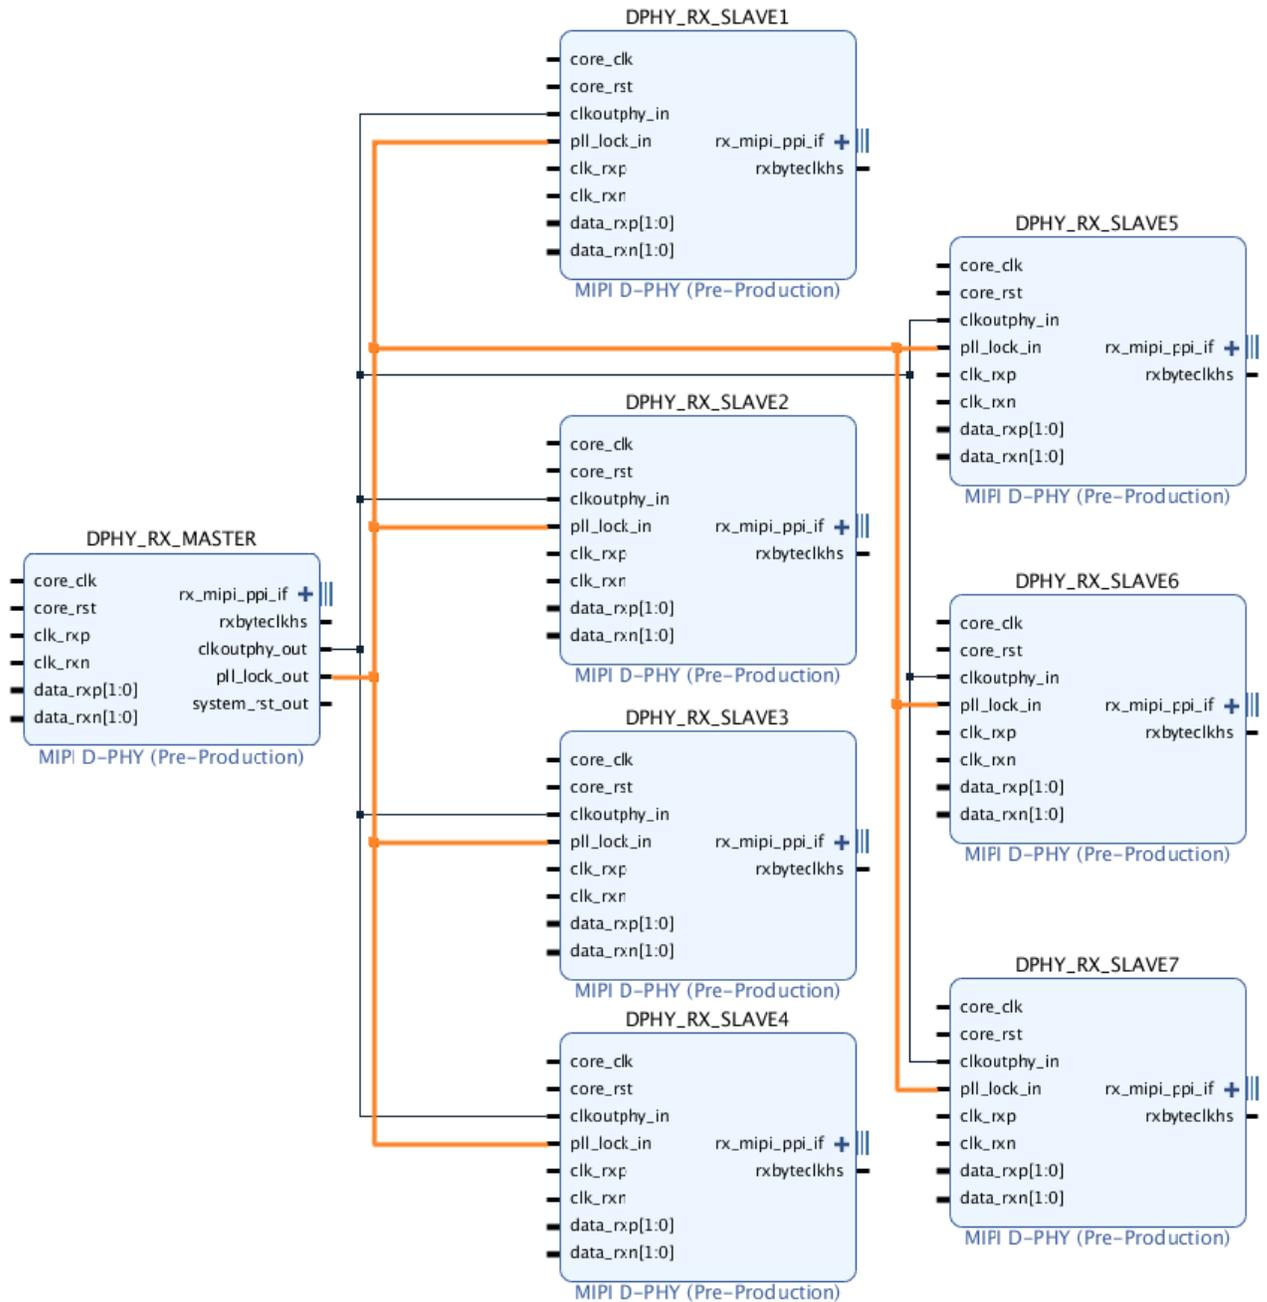 DPHY_RX_SLAVE1
core_clk
core_rst
clkoutphy_in
pll_lock_in rx_mipi_ppi_if
clk_rxp rxbyteclkhs
clk_rxn
data_rxp[1:0]
data_rxn[1:0]
MIPI D-PHY (Pre-Production)
DPHY_RX_SLAVE5
core_clk
core_rst
clkoutphy_in
pll_lock_in rx_mipi_ppi_if
clk_rxp rxbyteclkhs
clk_rxn
data_rxp[1:0]
data_rxn[1:0]
MIPI D-PHY (Pre-Production)
DPHY_RX_SLAVE2
core_clk
core_rst
clkoutphy_in
pll_lock_in rx_mipi_ppi_if
clk_rxp rxbyteclkhs
clk_rxn
data_rxp[1:0]
data_rxn[1:0]
MIPI D-PHY (Pre-Production)
DPHY_RX_MASTER
core_clk
rx_mipi_ppi_if
core_rst
rxbyteclkhs
clk_rxp
clkoutphy_out
clk_rxn
pll_lock_out
data_rxp[1:0]
system_rst_out
data_rxn[1:0]
MIPI D-PHY (Pre-Production)
DPHY_RX_SLAVE6
core_clk
core_rst
clkoutphy_in
pll_lock_in rx_mipi_ppi_if
clk_rxp rxbyteclkhs
clk_rxn
data_rxp[1:0]
data_rxn[1:0]
MIPI D-PHY (Pre-Production)
DPHY_RX_SLAVE3
core_clk
core_rst
clkoutphy_in
pll_lock_in rx_mipi_ppi_if
clk_rxp rxbyteclkhs
clk_rxn
data_rxp[1:0]
data_rxn[1:0]
MIPI D-PHY (Pre-Production)
DPHY_RX_SLAVE4
core_clk
core_rst
clkoutphy_in
pll_lock_in rx_mipi_ppi_if
clk_rxp rxbyteclkhs
clk_rxn
data_rxp[1:0]
data_rxn[1:0]
MIPI D-PHY (Pre-Production)
DPHY_RX_SLAVE7
core_clk
core_rst
clkoutphy_in
pll_lock_in rx_mipi_ppi_if
clk_rxp rxbyteclkhs
clk_rxn
data_rxp[1:0]
data_rxn[1:0]
MIPI D-PHY (Pre-Production)